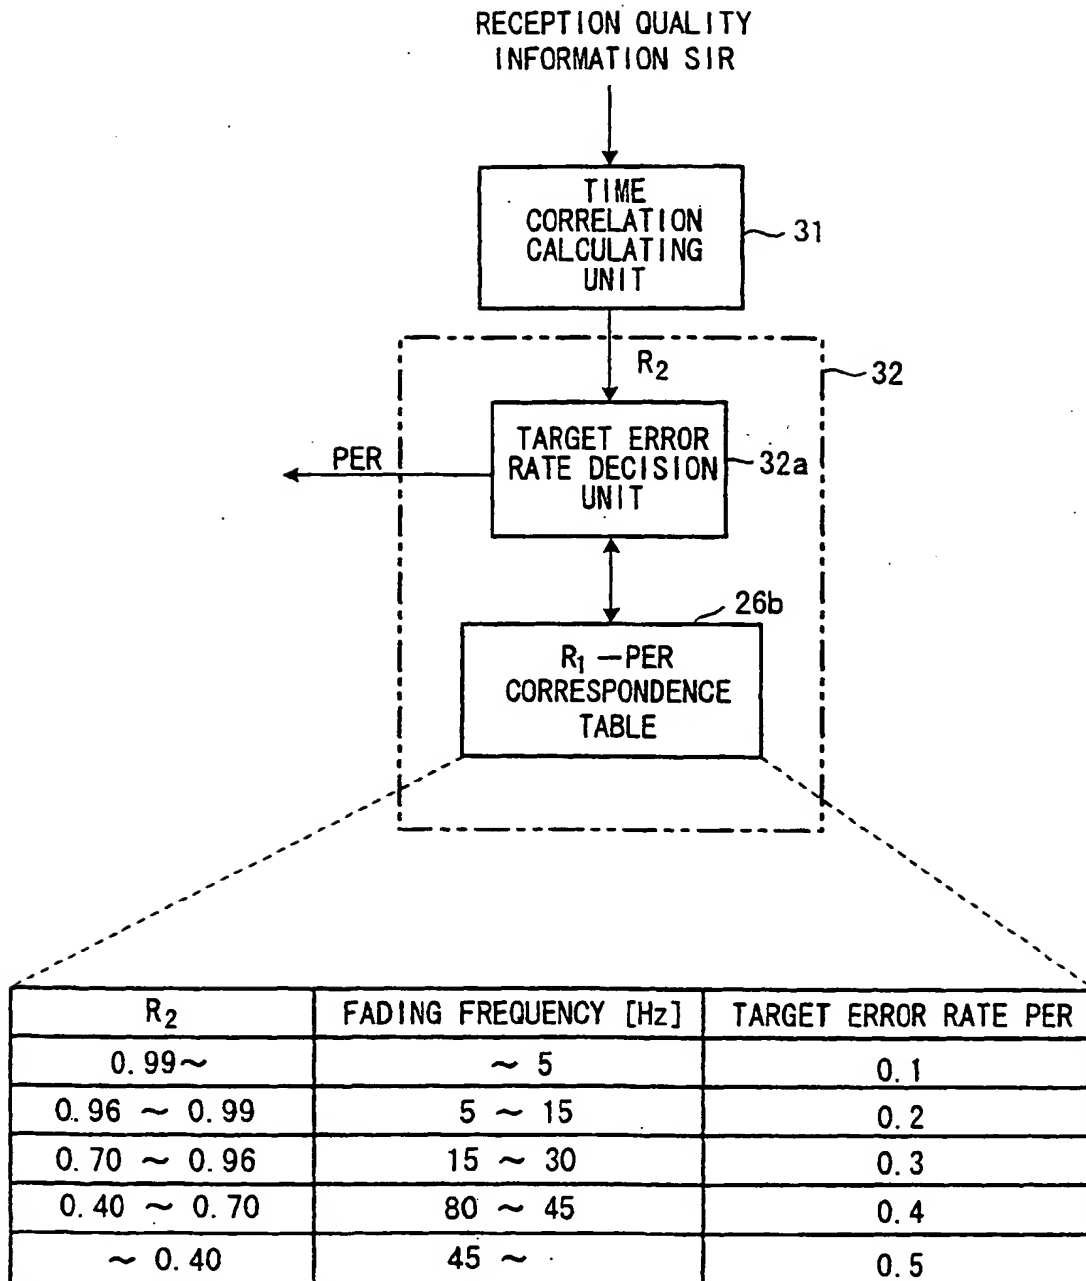 RECEPTION QUALITY
INFORMATION SIR
TIME
CORRELATION
CALCULATING
UNIT
31
R2
32
TARGET ERROR
RATE DECISION
UNIT
32a
PER
26b
R1 —PER
CORRESPONDENCE
TABLE
R2 FADING FREQUENCY [Hz] TARGET ERROR RATE PER
0.99~ ~ 5 0.1
0.96 ~ 0.99 5 ~ 15 0.2
0.70 ~ 0.96 15 ~ 30 0.3
0.40 ~ 0.70 80 ~ 45 0.4
~ 0.40 45 ~ 0.5